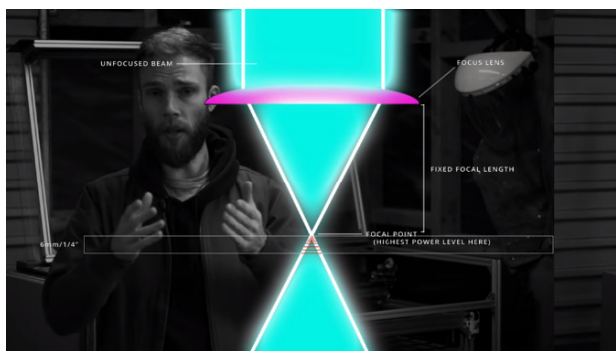 UNFOCUSED BEAM
FOCUS LENS
FIXED FOCAL LENGTH
FOCAL POINT
(HIGHEST POWER LEVEL HERE)
6mm/1/4"